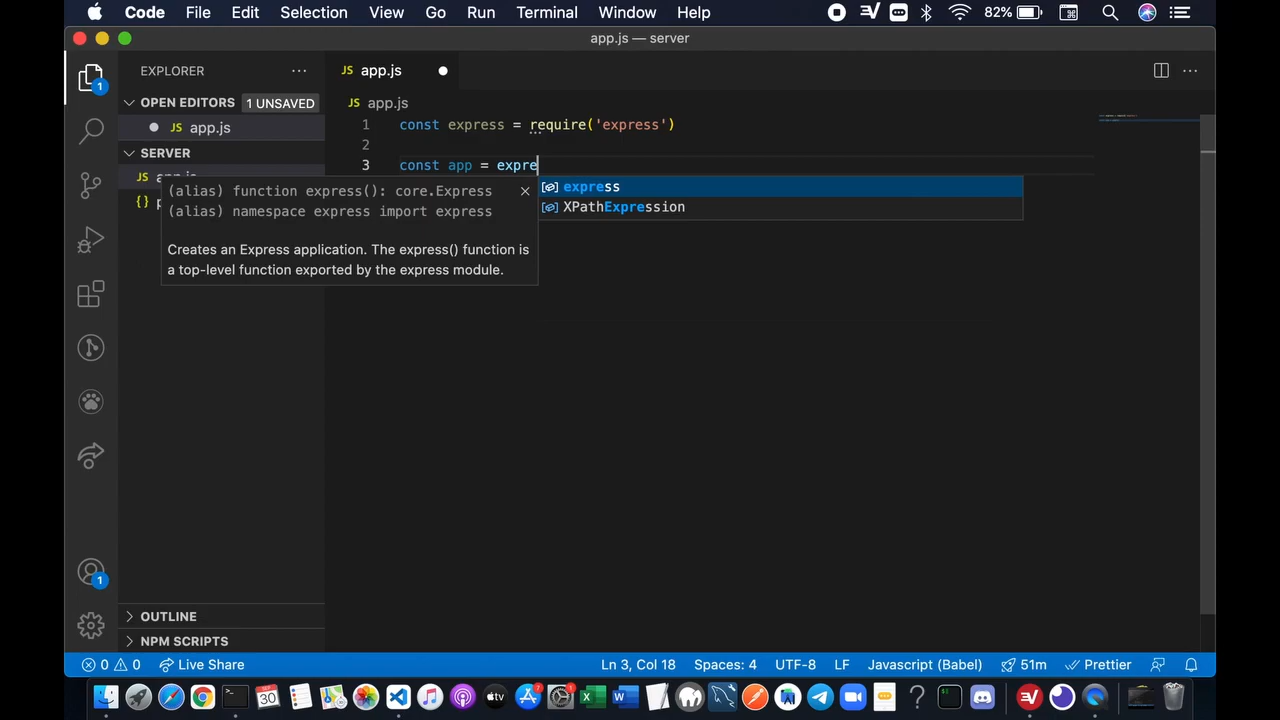 Code File Edit Selection View Go Run Terminal Window Help 82%
app.js — server
EXPLORER
JS app.js
OPEN EDITORS 1 UNSAVED
JS app.js
JS app.js
SERVER
1 const express = require('express')
2
3 const app = expre
JS
{} p
(alias) function express(): core.Express
(alias) namespace express import express
Creates an Express application. The express() function is
a top-level function exported by the express module.
express
XPathExpression
1
1
OUTLINE
NPM SCRIPTS
0 0 Live Share Ln 3, Col 18 Spaces: 4 UTF-8 LF Javascript (Babel) 51m Prettier